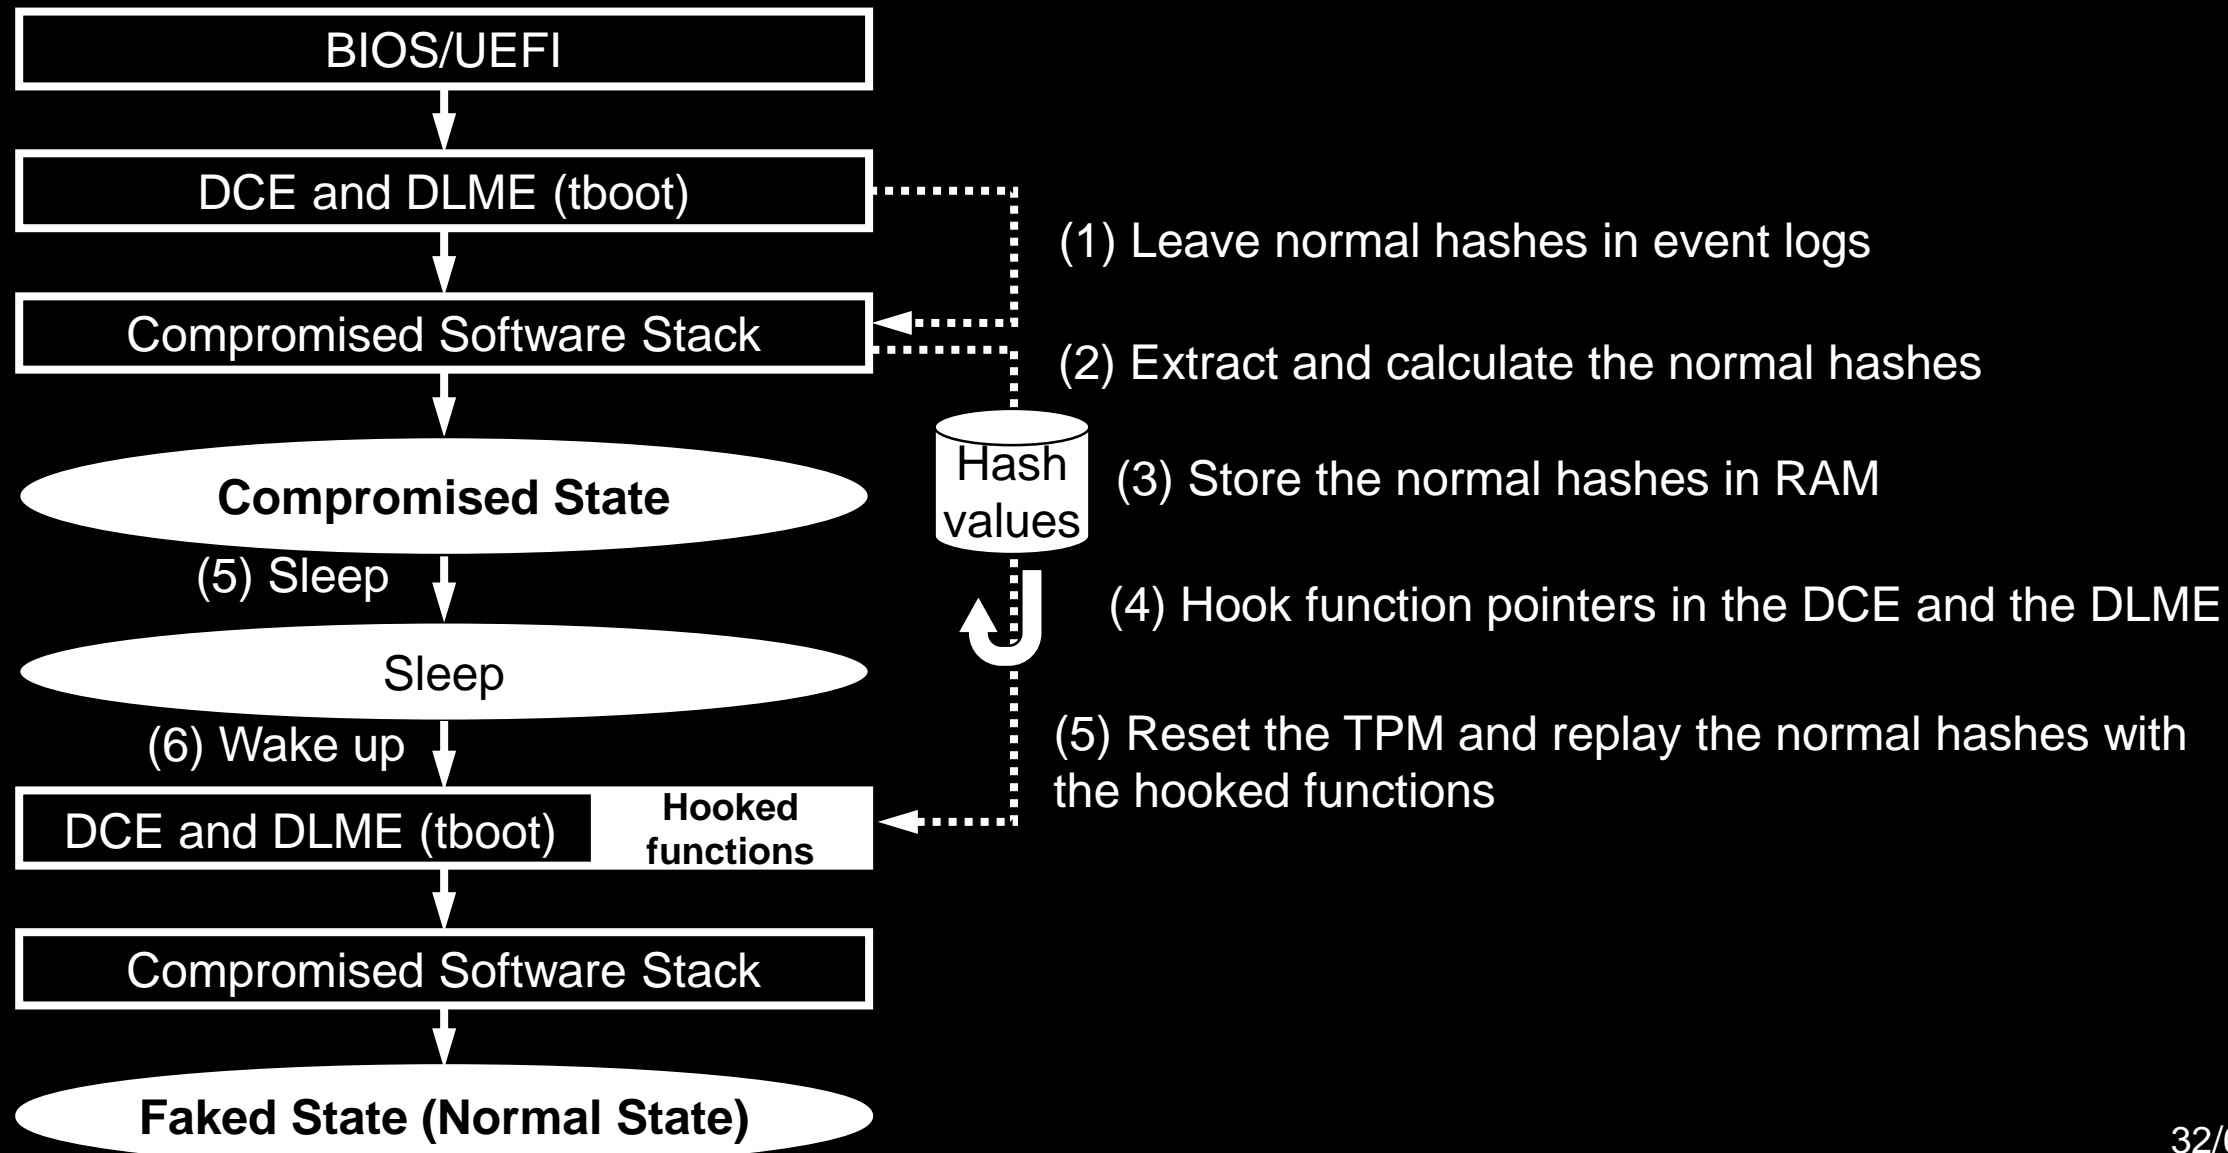 BIOS/UEFI
DCE and DLME (tboot)
(1) Leave normal hashes in event logs
Compromised Software Stack
(2) Extract and calculate the normal hashes
Hash
values
(3) Store the normal hashes in RAM
Compromised State
(5) Sleep
(4) Hook function pointers in the DCE and the DLME
Sleep
(6) Wake up
(5) Reset the TPM and replay the normal hashes with
the hooked functions
DCE and DLME (tboot)
Hooked
functions
Compromised Software Stack
Faked State (Normal State)
32/